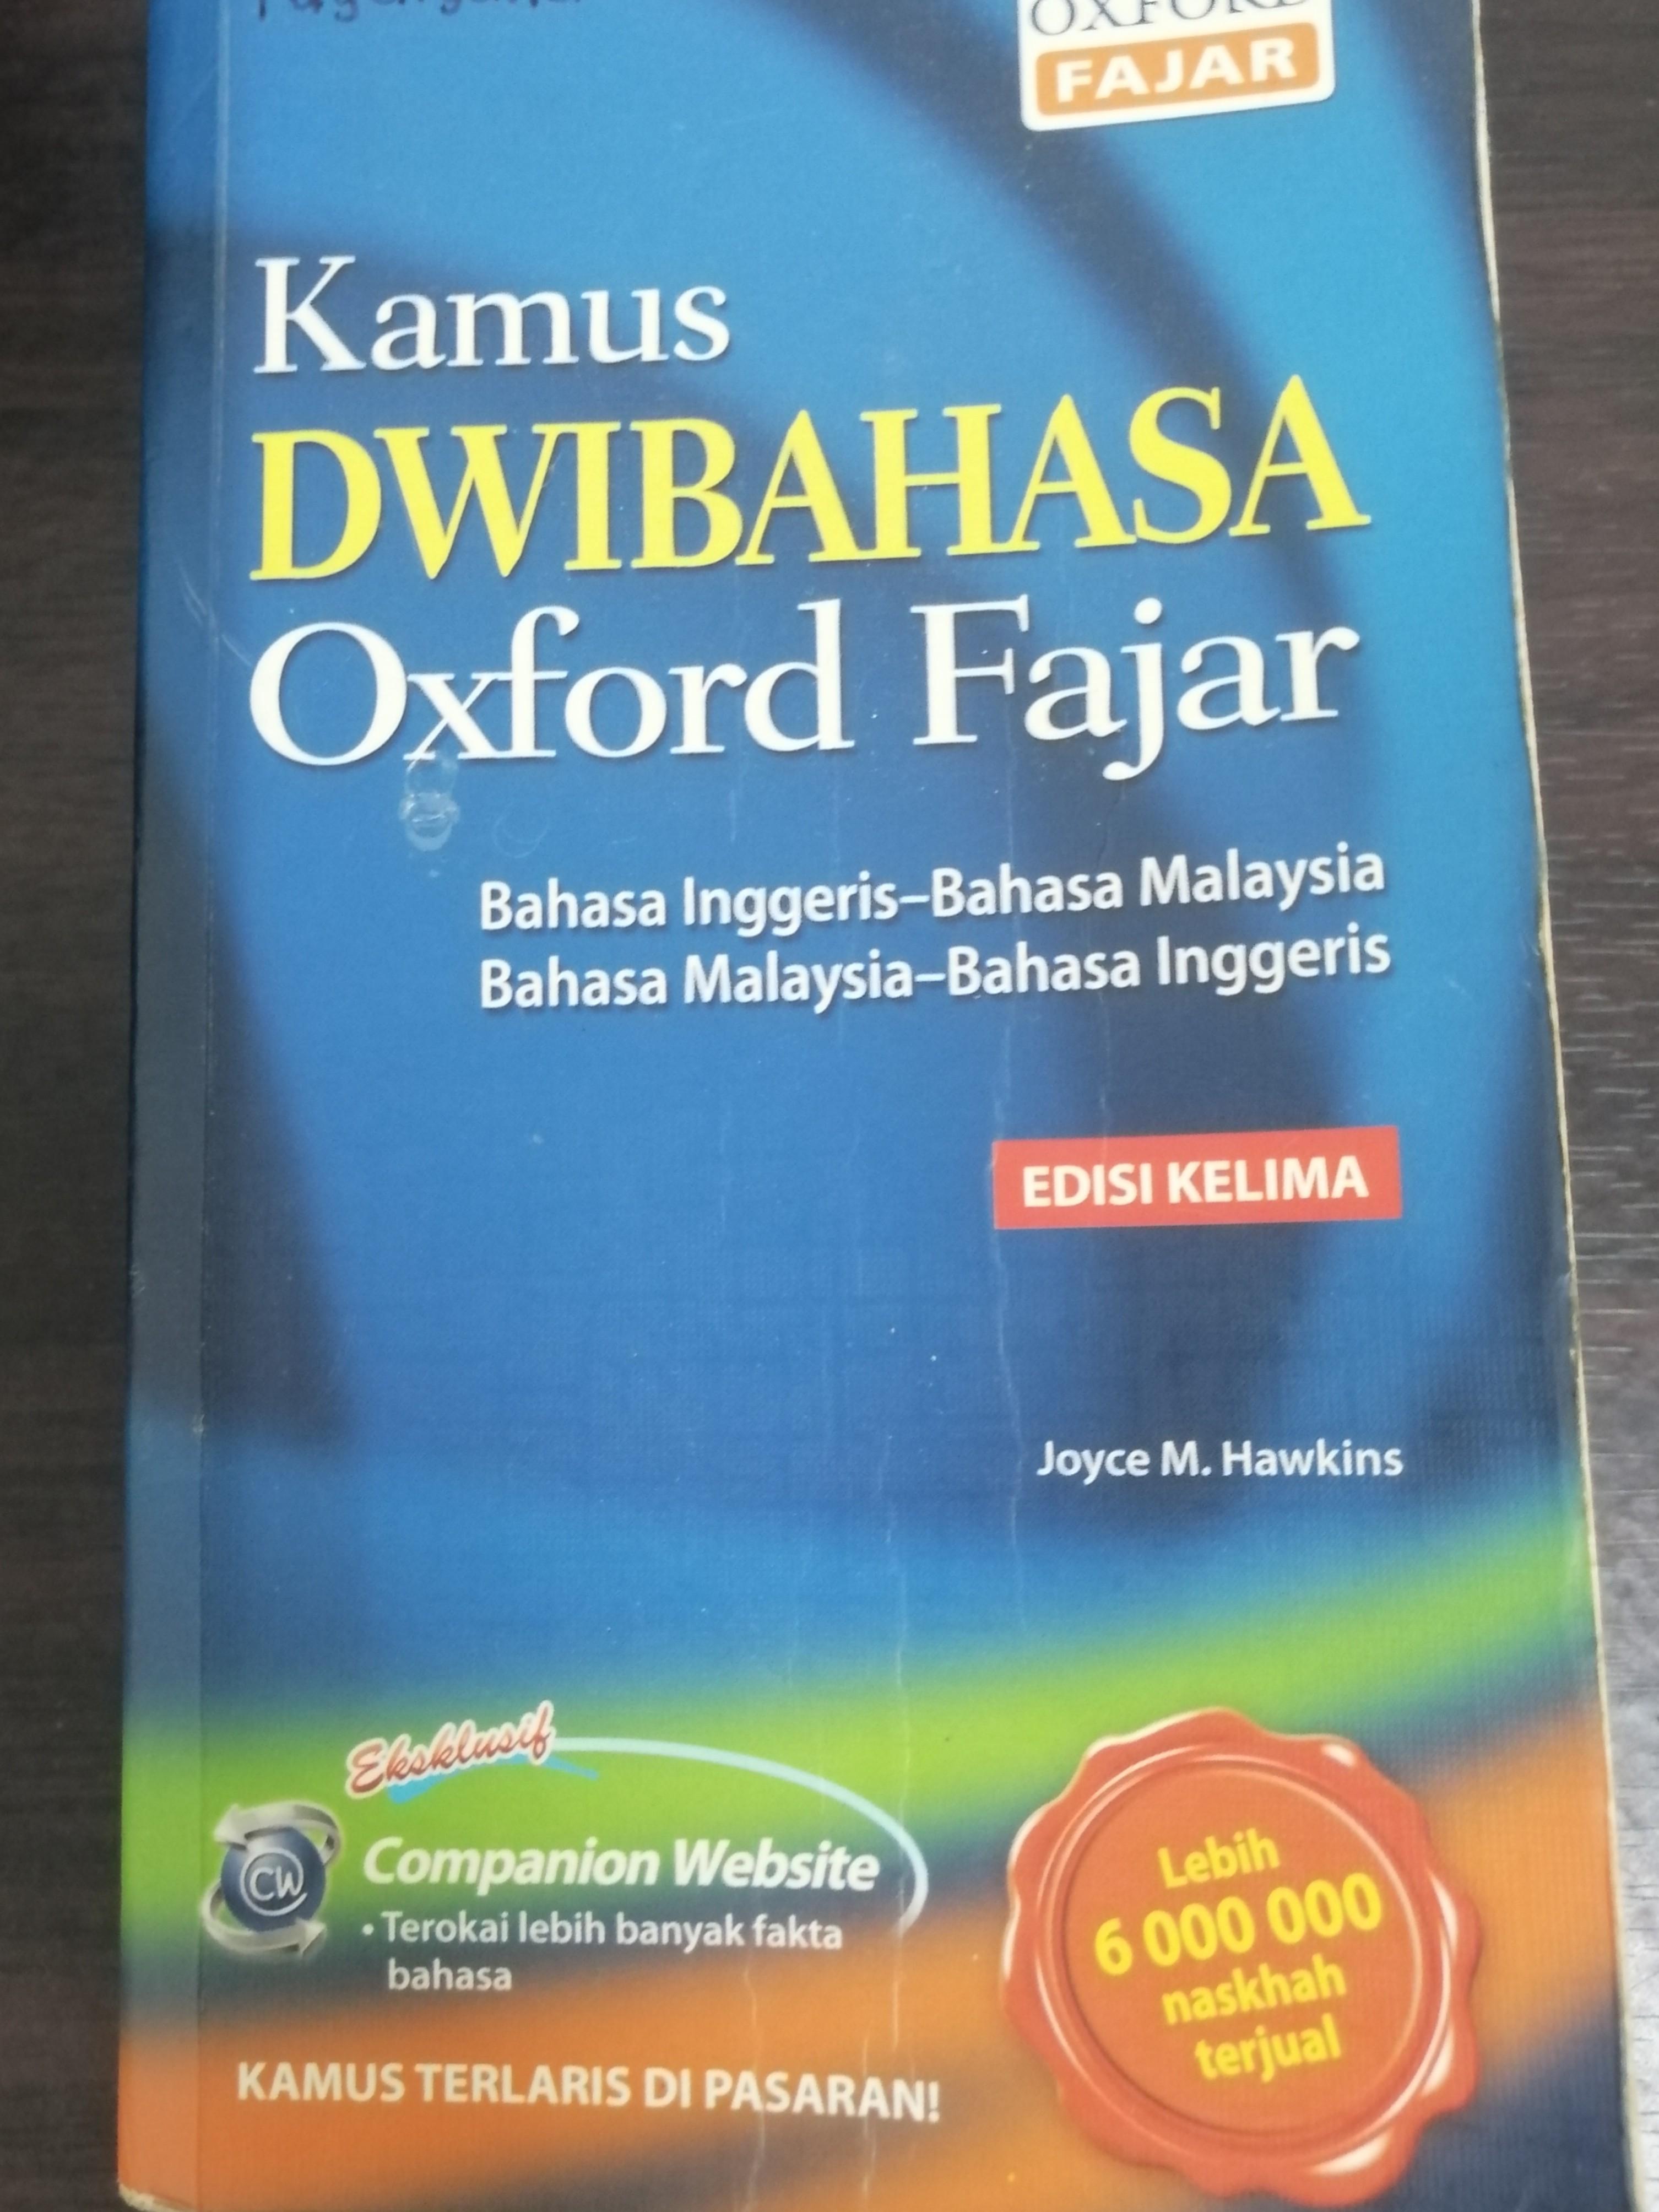 OXFORD
FAJAR
Kamus
DWIBAHASA
Oxford Fajar
Bahasa Inggeris–Bahasa Malaysia
Bahasa Malaysia–Bahasa Inggeris
EDISI KELIMA
Joyce M. Hawkins
Eksklusif
CW
Companion Website
• Terokai lebih banyak fakta
bahasa
KAMUS TERLARIS DI PASARAN!
Lebih
6 000 000
naskhah
terjual